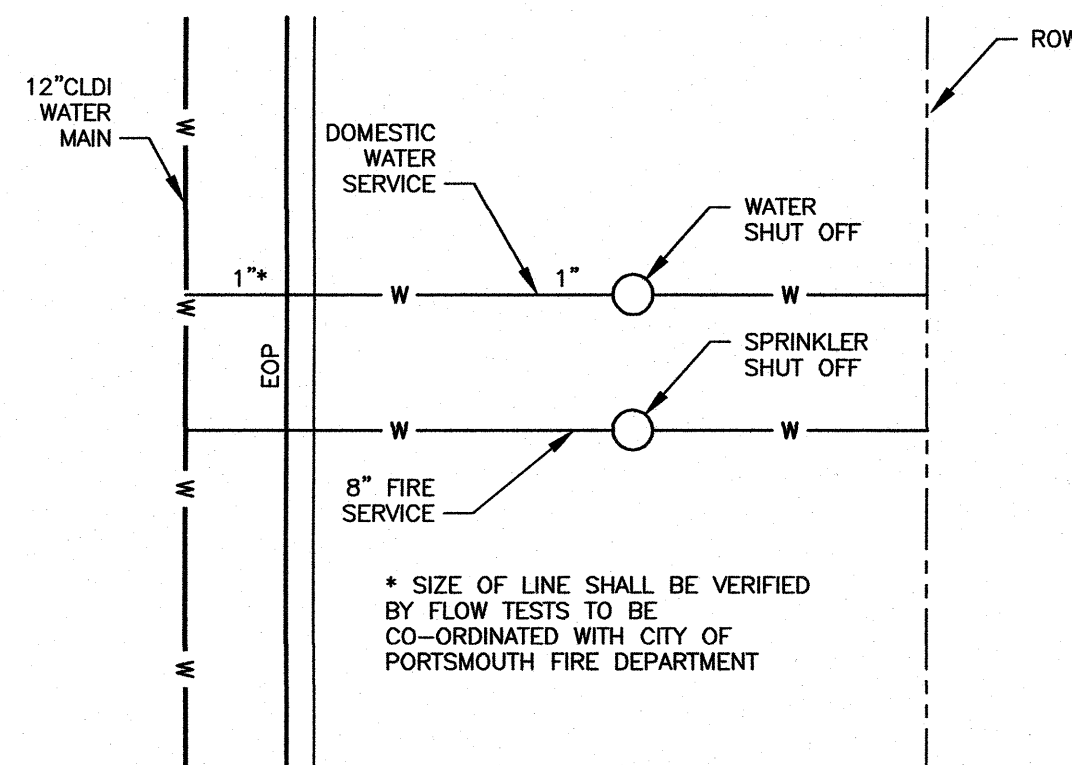 ROW
12"CLDI
WATER
MAIN
W
DOMESTIC
WATER
SERVICE
WATER
SHUT OFF
1"*
1"
W
W
W
SPRINKLER
SHUT OFF
EOP
W
W
8" FIRE
SERVICE
W
* SIZE OF LINE SHALL BE VERIFIED
BY FLOW TESTS TO BE
CO-ORDINATED WITH CITY OF
PORTSMOUTH FIRE DEPARTMENT
W